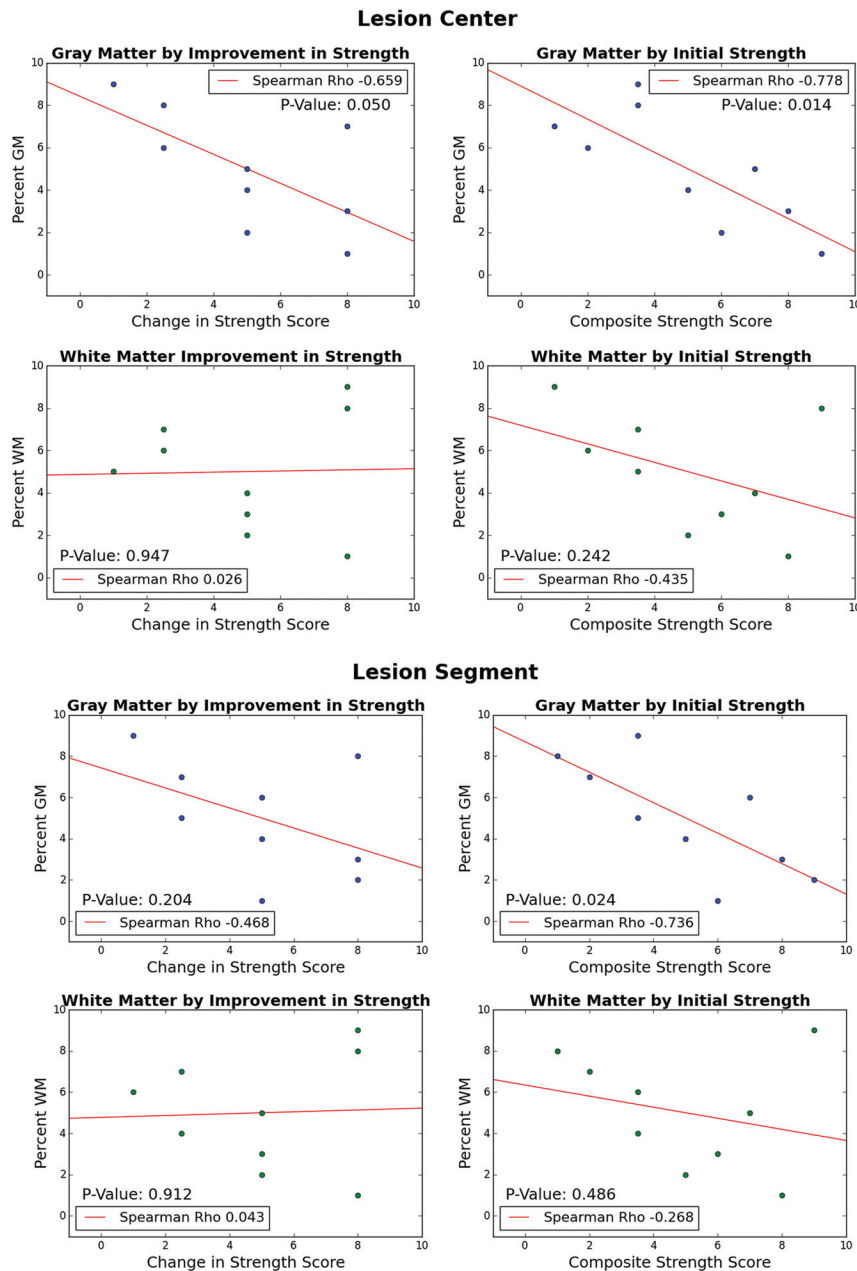 Lesion Center
Gray Matter by Improvement in Strength
Spearman Rho -0.659
P-Value: 0.050
Percent GM
10
8
6
4
2
0
0 2 4 6 8 10
Change in Strength Score
Gray Matter by Initial Strength
Spearman Rho -0.778
P-Value: 0.014
Percent GM
10
8
6
4
2
0
0 2 4 6 8 10
Composite Strength Score
White Matter Improvement in Strength
Percent WM
10
8
6
4
2
0
P-Value: 0.947
Spearman Rho 0.026
0 2 4 6 8 10
Change in Strength Score
White Matter by Initial Strength
Percent WM
10
8
6
4
2
0
P-Value: 0.242
Spearman Rho -0.435
0 2 4 6 8 10
Composite Strength Score
Lesion Segment
Gray Matter by Improvement in Strength
Percent GM
10
8
6
4
2
0
P-Value: 0.204
Spearman Rho -0.468
0 2 4 6 8 10
Change in Strength Score
Gray Matter by Initial Strength
Percent GM
10
8
6
4
2
0
P-Value: 0.024
Spearman Rho -0.736
0 2 4 6 8 10
Composite Strength Score
White Matter by Improvement in Strength
Percent WM
10
8
6
4
2
0
P-Value: 0.912
Spearman Rho 0.043
0 2 4 6 8 10
Change in Strength Score
White Matter by Initial Strength
Percent WM
10
8
6
4
2
0
P-Value: 0.486
Spearman Rho -0.268
0 2 4 6 8 10
Composite Strength Score